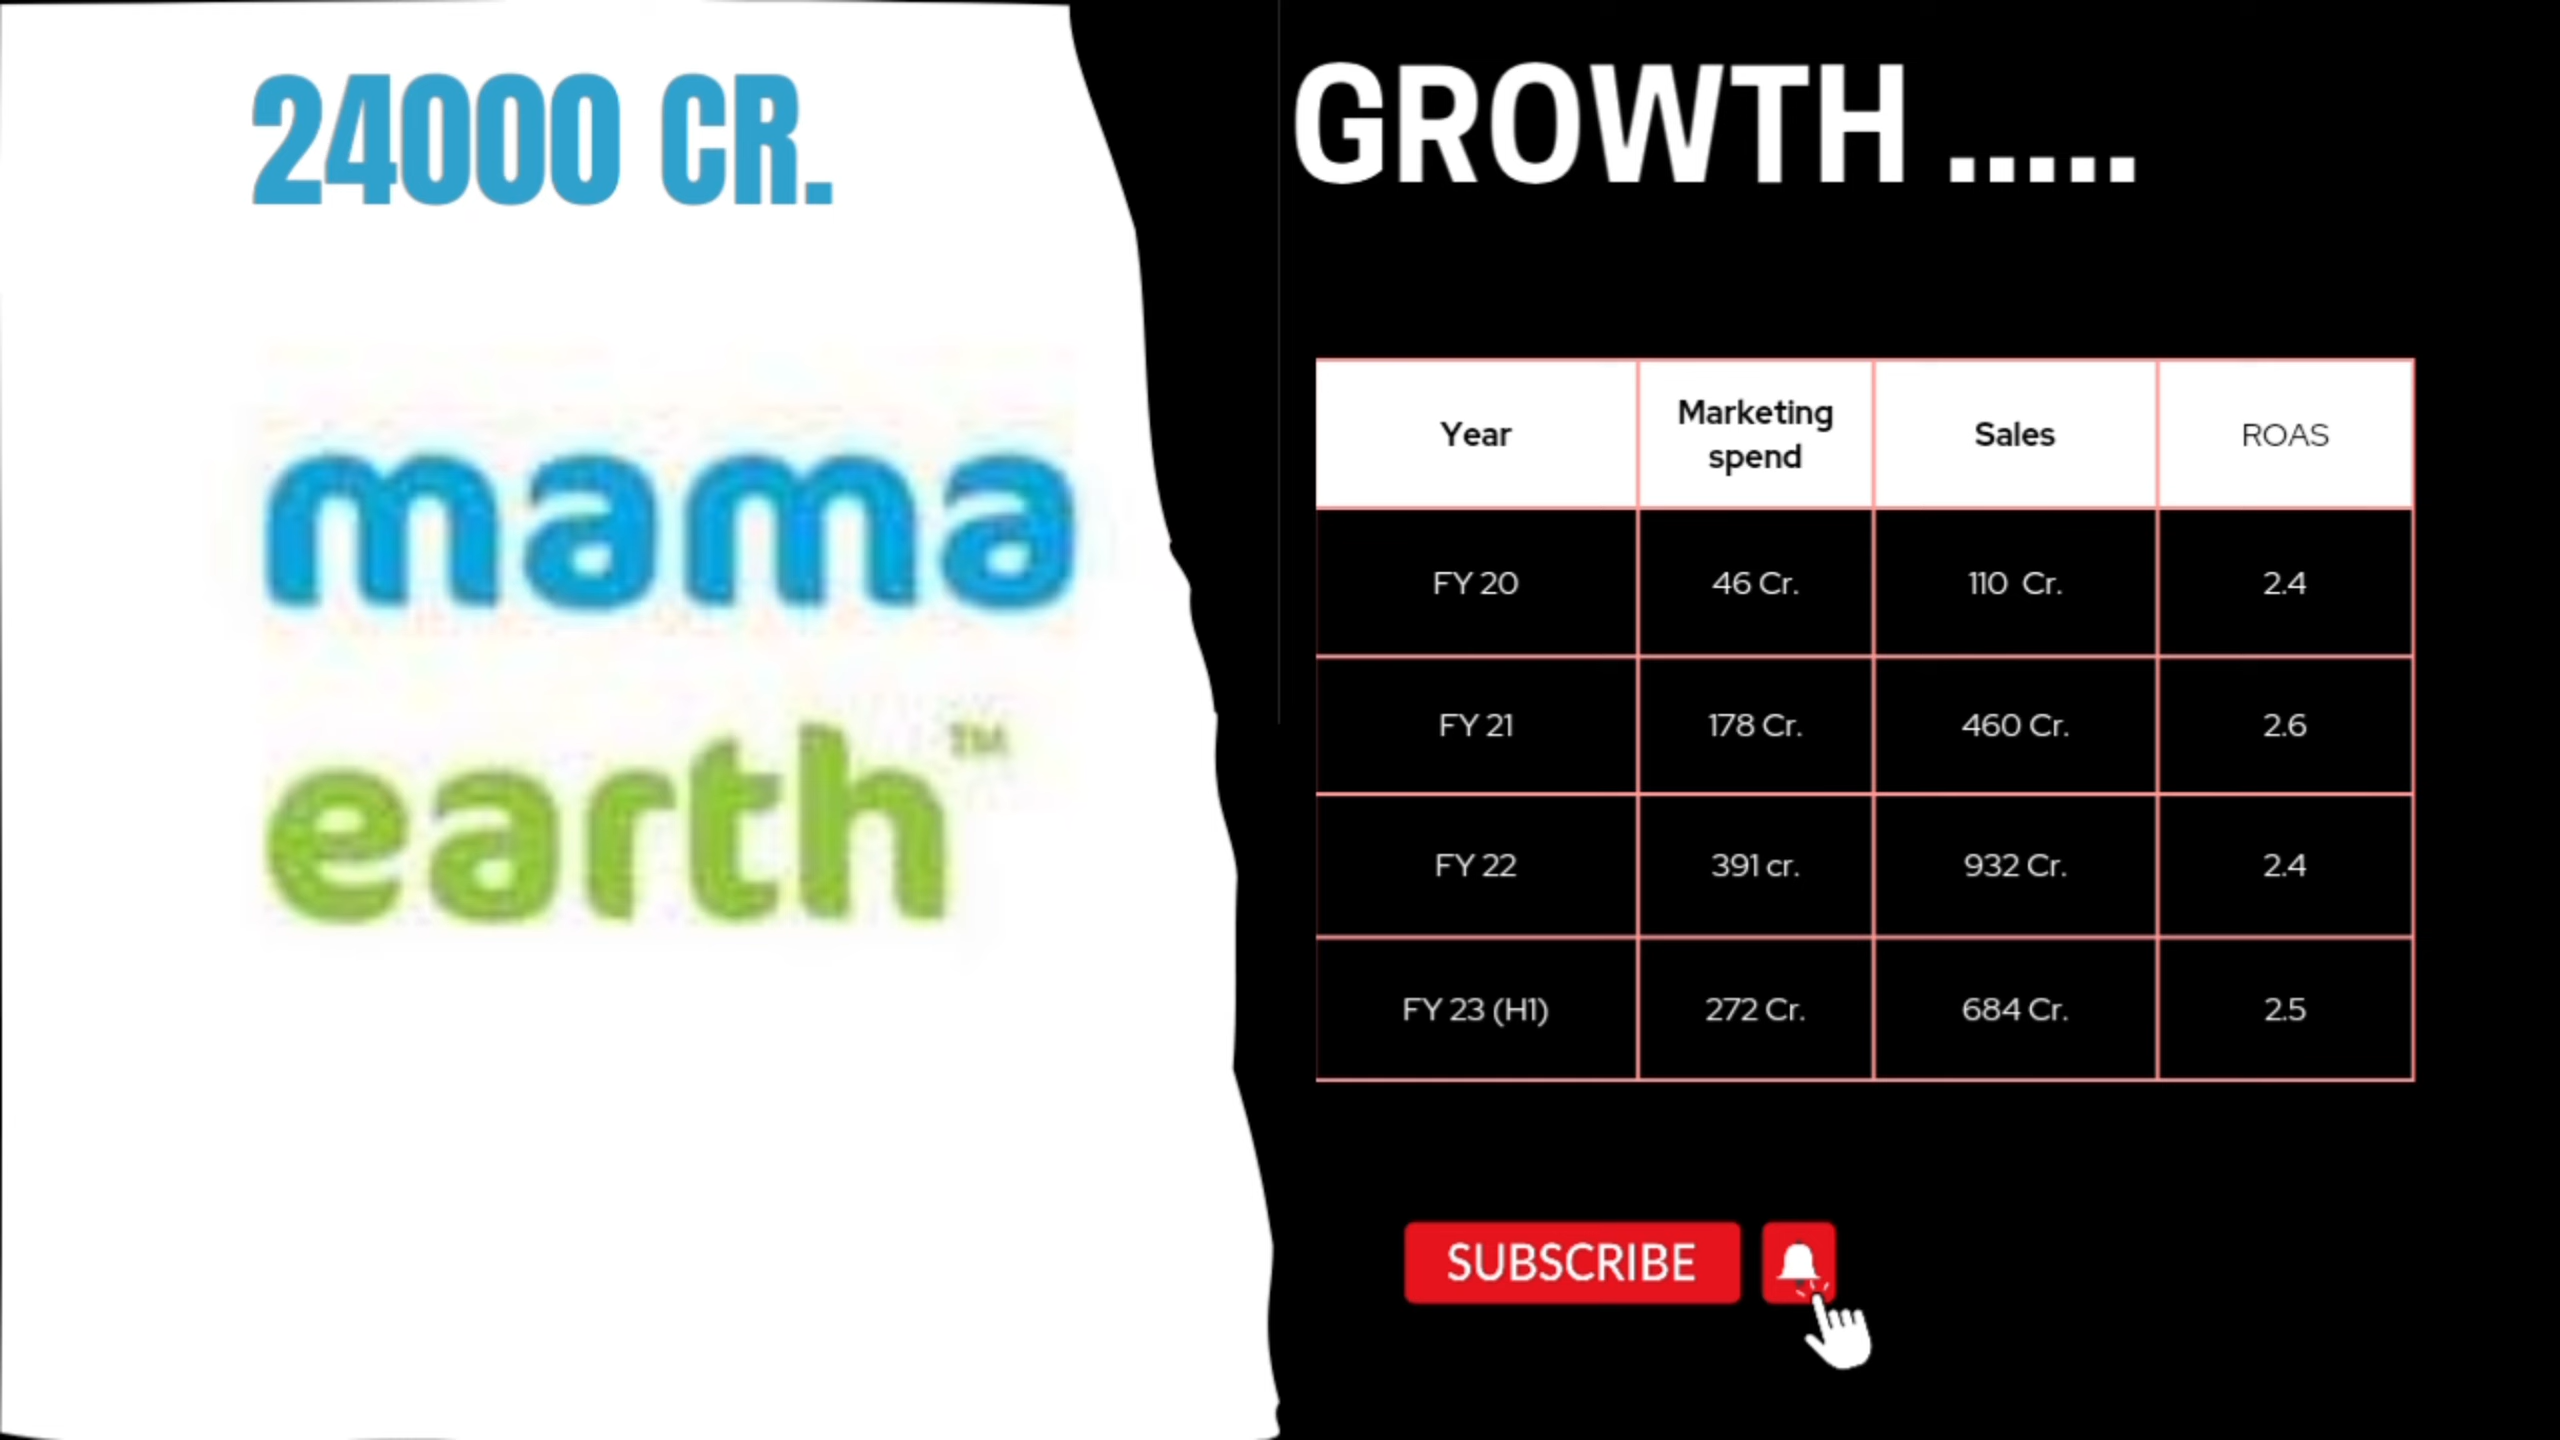 24000 CR.
mama
earth™
GROWTH .....
Year Marketing spend Sales ROAS
FY 20 46 Cr. 110 Cr. 2.4
FY 21 178 Cr. 460 Cr. 2.6
FY 22 391 cr. 932 Cr. 2.4
FY 23 (H1) 272 Cr. 684 Cr. 2.5
SUBSCRIBE